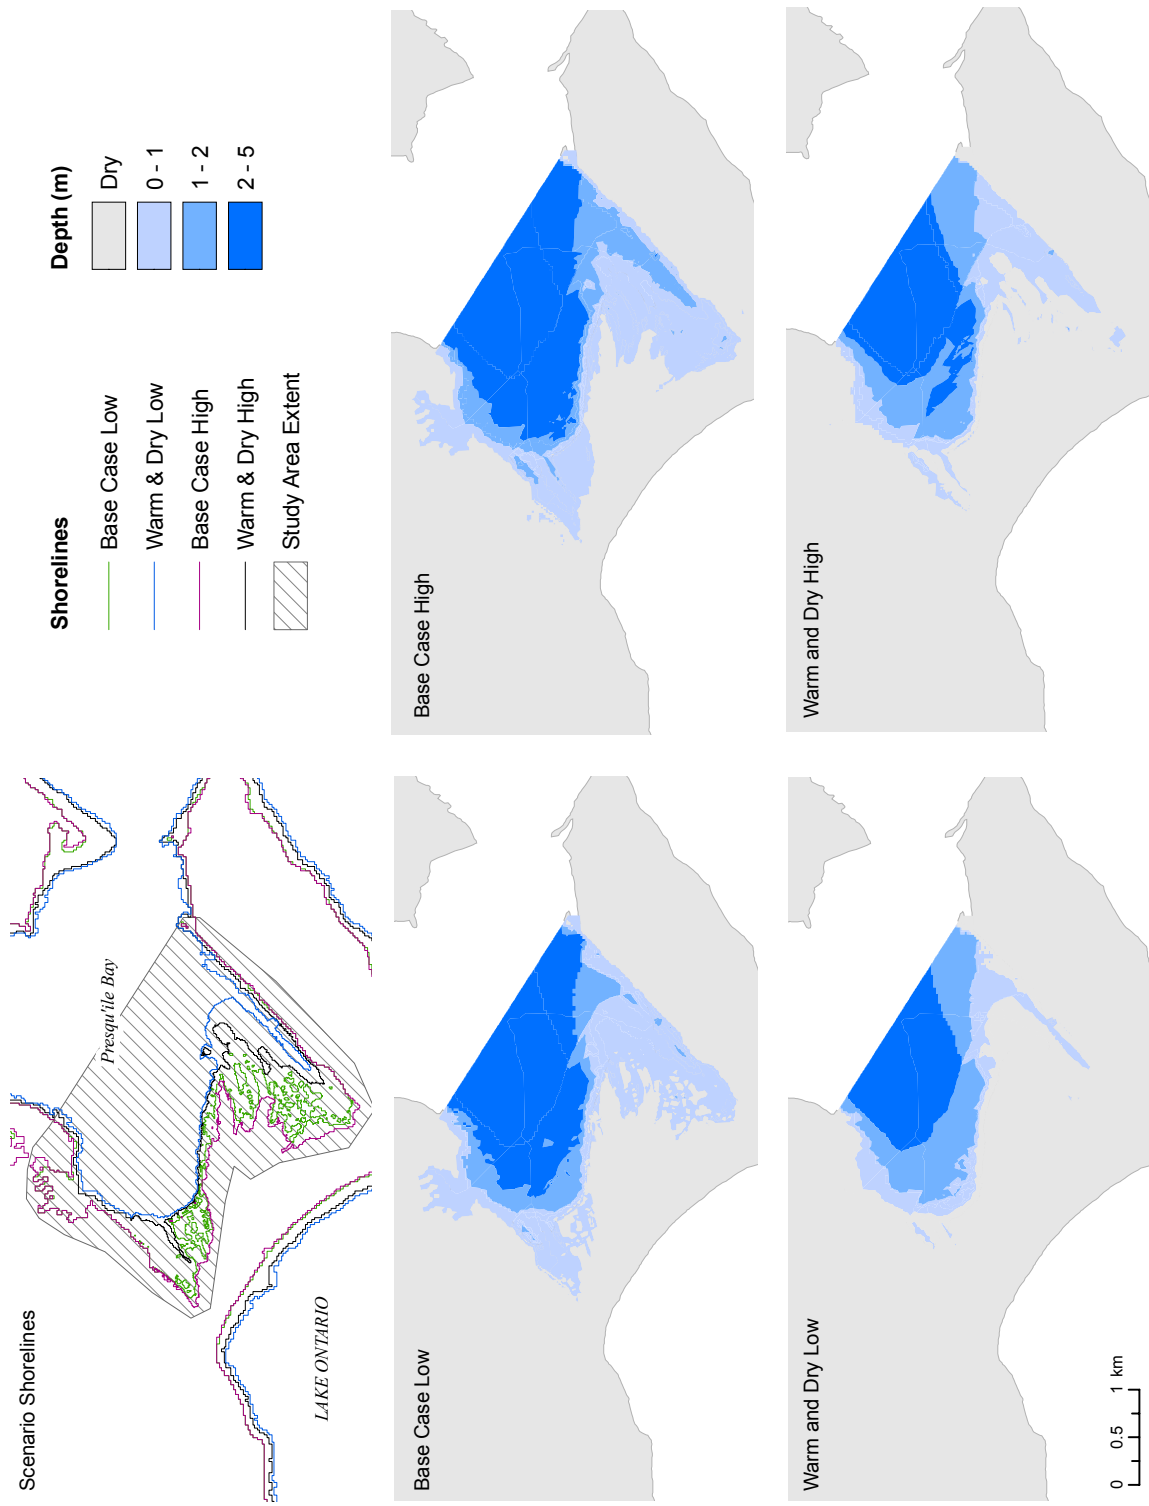 Scenario Shorelines
Presqu'ile Bay
LAKE ONTARIO
Shorelines
Base Case Low
Warm & Dry Low
Base Case High
Warm & Dry High
Study Area Extent
Depth (m)
Dry
0 - 1
1 - 2
2 - 5
Base Case Low
Base Case High
Warm and Dry Low
Warm and Dry High
0 0.5 1 km